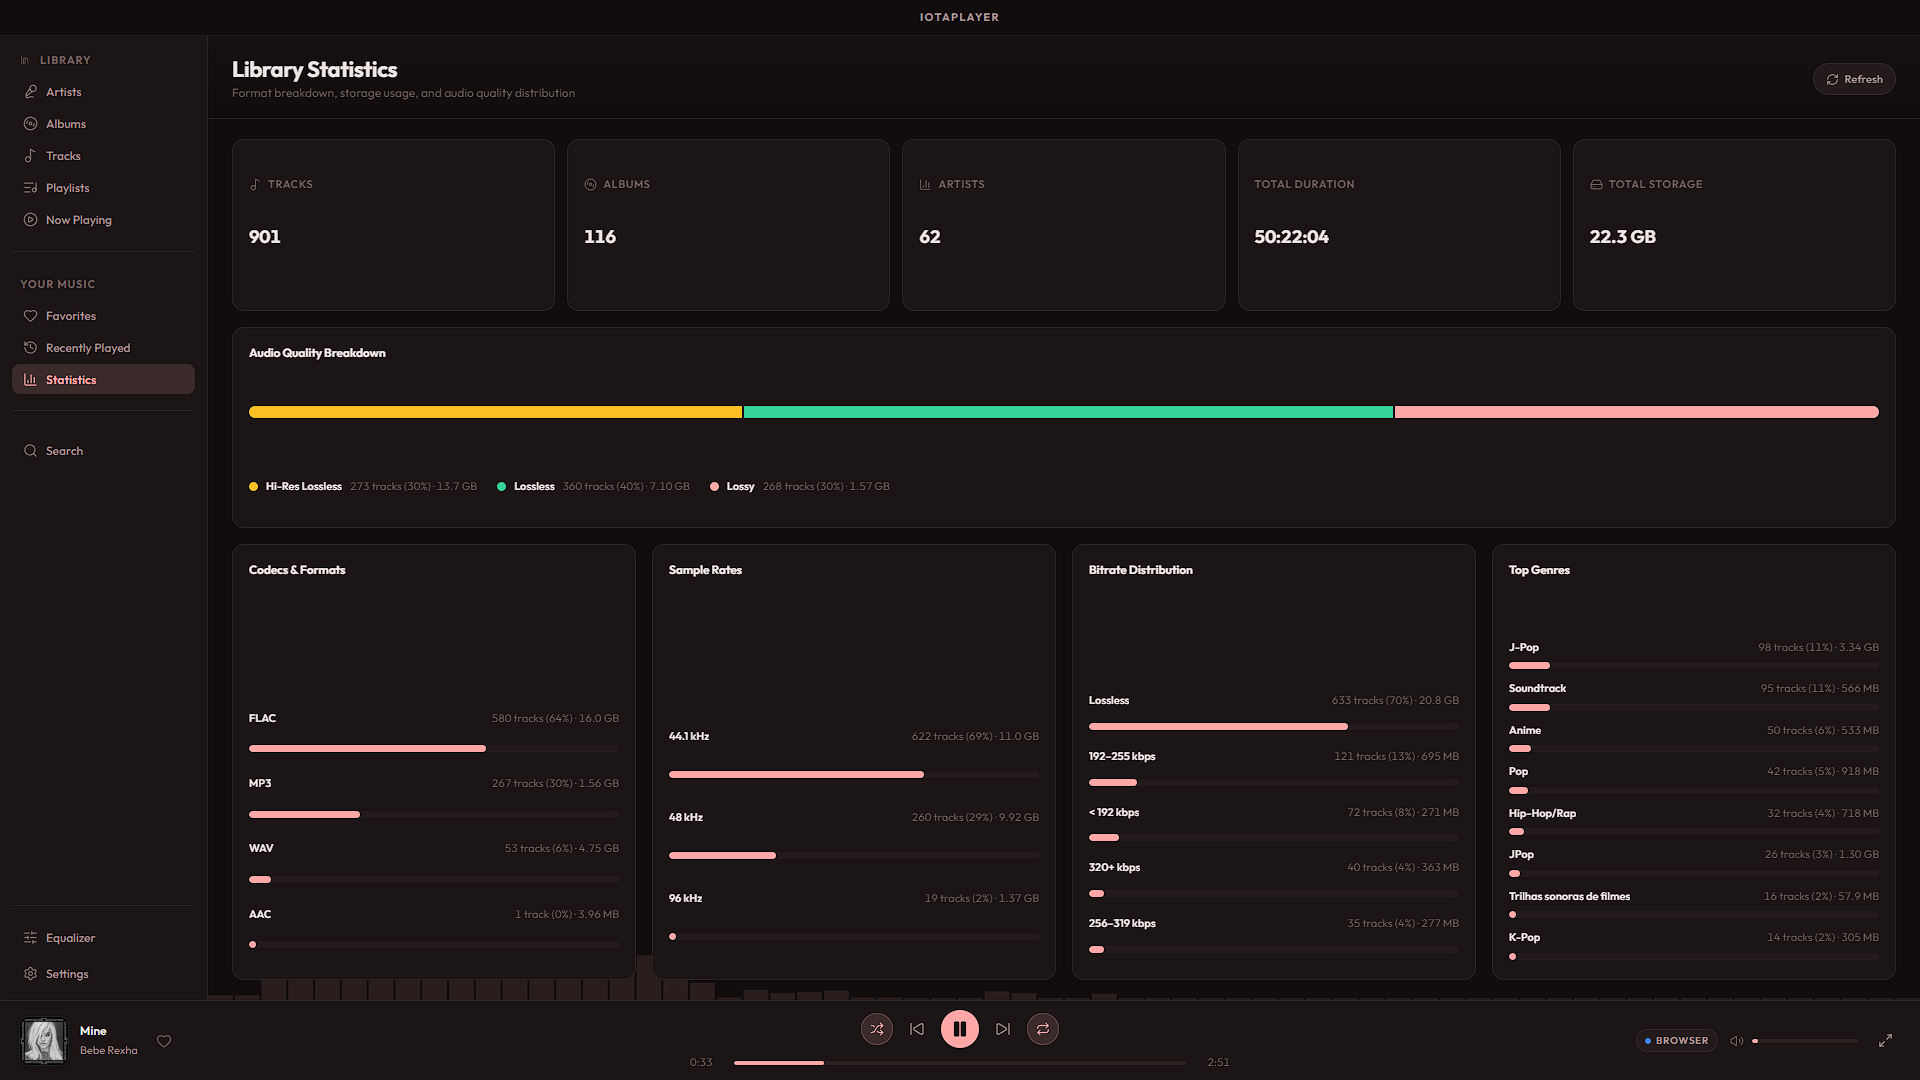 IOTAPLAYER
LIBRARY
Artists
Albums
Tracks
Playlists
Now Playing
YOUR MUSIC
Favorites
Recently Played
Statistics
Search
Equalizer
Settings
Library Statistics
Format breakdown, storage usage, and audio quality distribution
Refresh
TRACKS
901
ALBUMS
116
ARTISTS
62
TOTAL DURATION
50:22:04
TOTAL STORAGE
22.3 GB
Audio Quality Breakdown
Hi-Res Lossless 273 tracks (30%) · 13.7 GB
Lossless 360 tracks (40%) · 7.10 GB
Lossy 268 tracks (30%) · 1.57 GB
Codecs & Formats
FLAC 580 tracks (64%) · 16.0 GB
MP3 267 tracks (30%) · 1.56 GB
WAV 53 tracks (6%) · 4.75 GB
AAC 1 track (0%) · 3.96 MB
Sample Rates
44.1 kHz 622 tracks (69%) · 11.0 GB
48 kHz 260 tracks (29%) · 9.92 GB
96 kHz 19 tracks (2%) · 1.37 GB
Bitrate Distribution
Lossless 633 tracks (70%) · 20.8 GB
192–255 kbps 121 tracks (13%) · 695 MB
< 192 kbps 72 tracks (8%) · 271 MB
320+ kbps 40 tracks (4%) · 363 MB
256–319 kbps 35 tracks (4%) · 277 MB
Top Genres
J-Pop 98 tracks (11%) · 3.34 GB
Soundtrack 95 tracks (11%) · 566 MB
Anime 50 tracks (6%) · 533 MB
Pop 42 tracks (5%) · 918 MB
Hip-Hop/Rap 32 tracks (4%) · 718 MB
JPop 26 tracks (3%) · 1.30 GB
Trilhas sonoras de filmes 16 tracks (2%) · 57.9 MB
K-Pop 14 tracks (2%) · 305 MB
Mine
Bebe Rexha
0:33
2:51
BROWSER